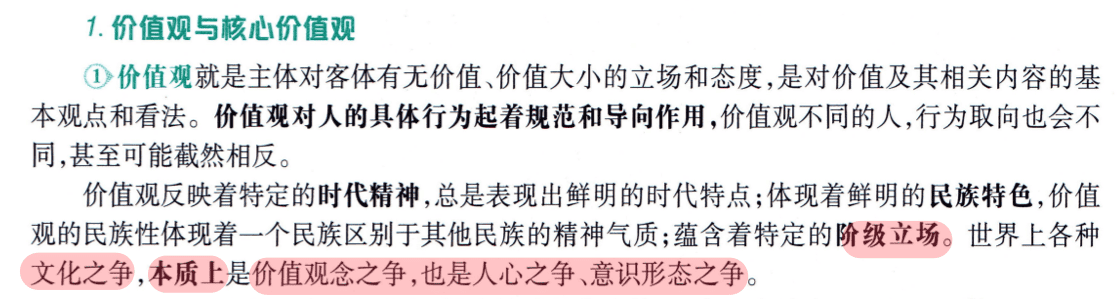 1. 价值观与核心价值观
①价值观就是主体对客体有无价值、价值大小的立场和态度,是对价值及其相关内容的基
本观点和看法。价值观对人的具体行为起着规范和导向作用,价值观不同的人,行为取向也会不
同,甚至可能截然相反。
价值观反映着特定的时代精神,总是表现出鲜明的时代特点;体现着鲜明的民族特色,价值
观的民族性体现着一个民族区别于其他民族的精神气质;蕴含着特定的阶级立场。世界上各种
文化之争,本质上是价值观念之争,也是人心之争、意识形态之争。